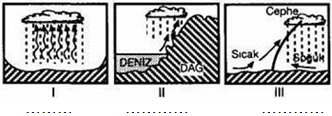 Cephe
DENİZ
DAĞ
Sıcak
Soğuk
I
II
III